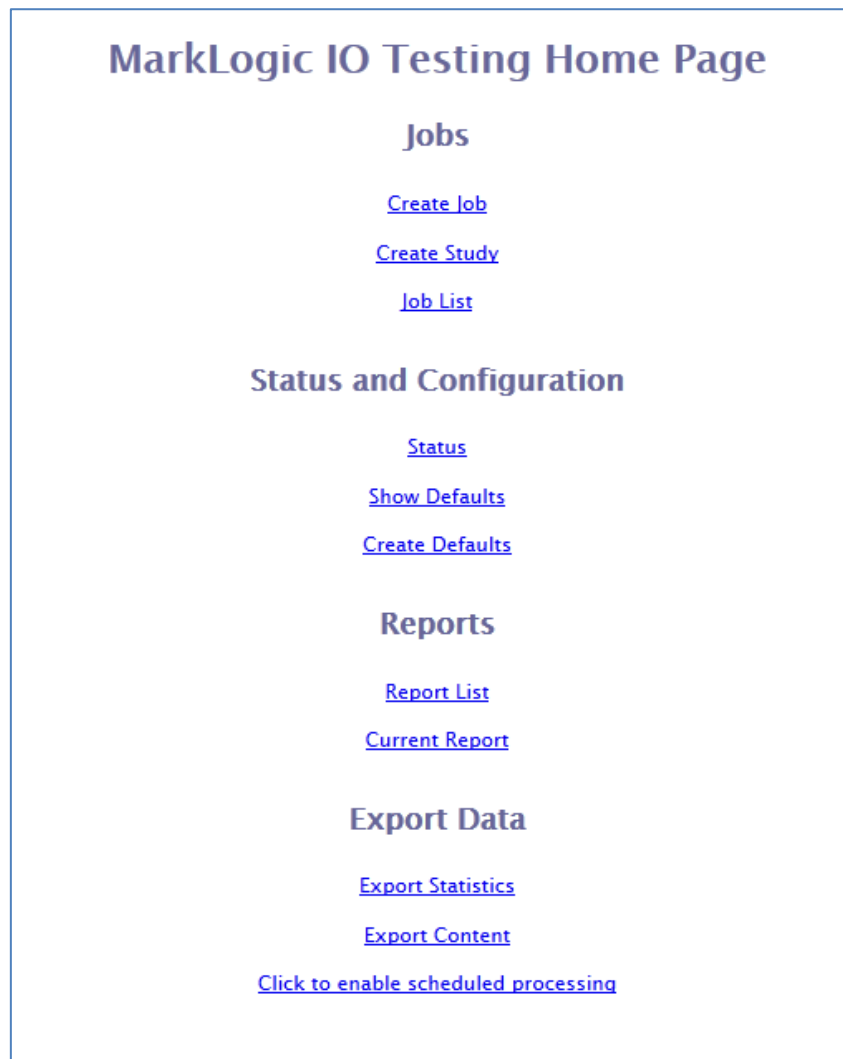 MarkLogic IO Testing Home Page
Jobs
Create Job
Create Study
Job List
Status and Configuration
Status
Show Defaults
Create Defaults
Reports
Report List
Current Report
Export Data
Export Statistics
Export Content
Click to enable scheduled processing